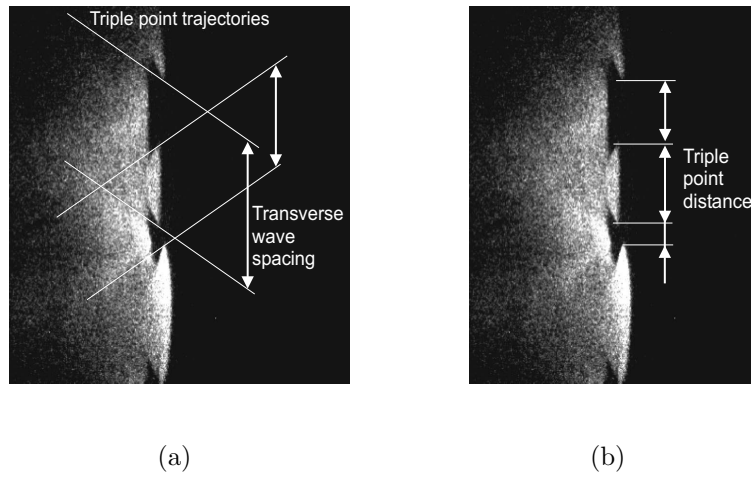 Triple point trajectories
Transverse
wave
spacing
Triple
point
distance
(a)
(b)